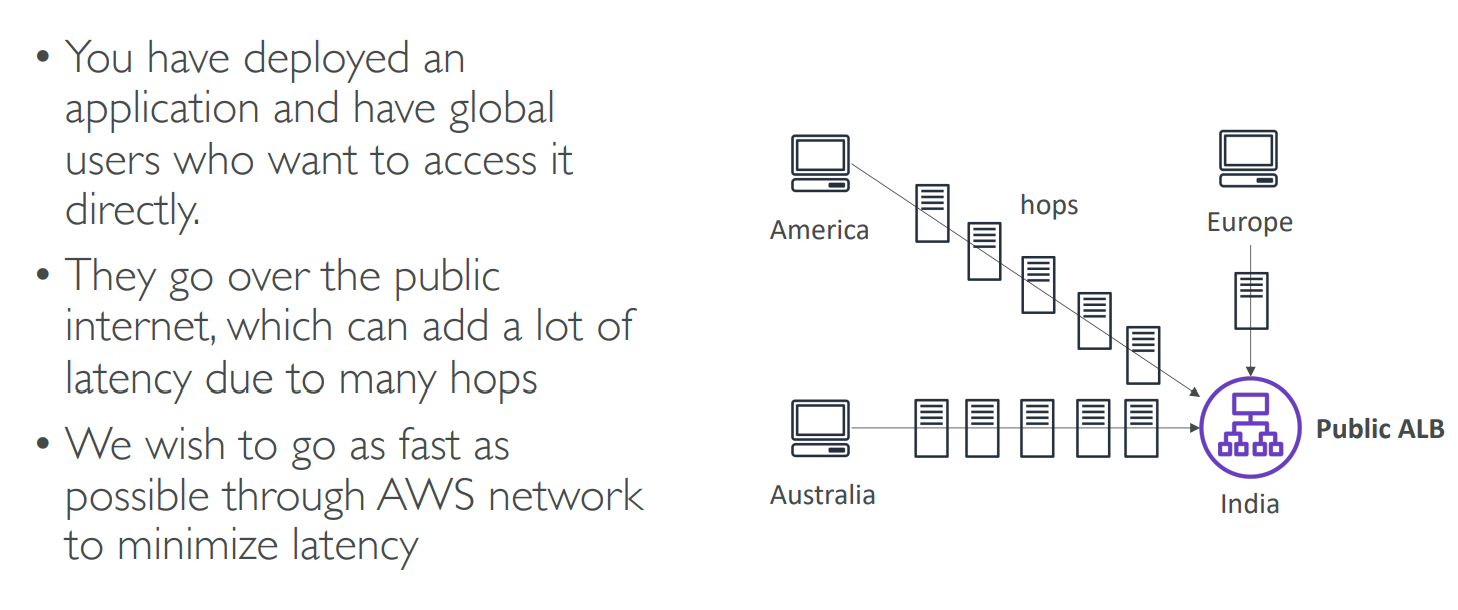 • You have deployed an
application and have global
users who want to access it
directly.
• They go over the public
internet, which can add a lot of
latency due to many hops
• We wish to go as fast as
possible through AWS network
to minimize latency
hops
America
Europe
Public ALB
Australia
India